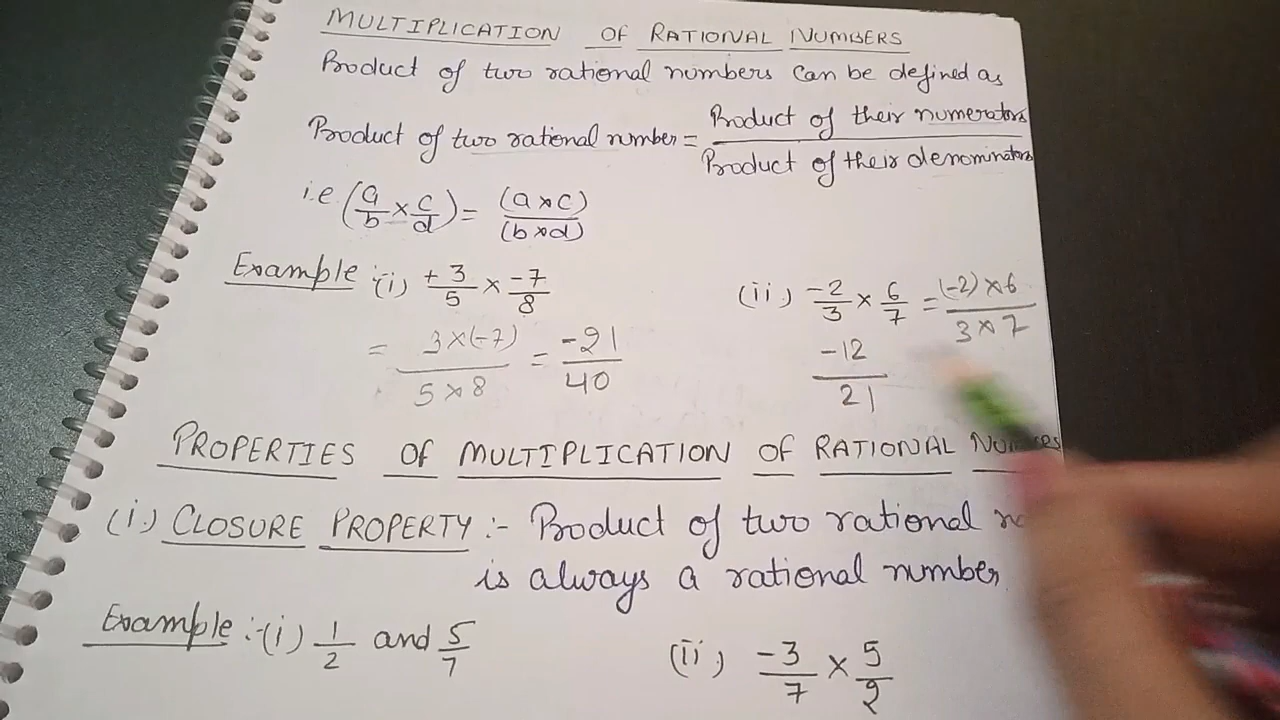 MULTIPLICATION OF RATIONAL NUMBERS
Product of two rational numbers can be defined as
Product of two rational number = Product of their numerators / Product of their denominators
i.e. (a/b × c/d) = (a×c)/(b×d)
Example :- (i) +3/5 × -7/8
= 3×(-7) / 5×8 = -21/40
(ii) -2/3 × 6/7 = (-2)×6 / 3×7
-12/21
PROPERTIES OF MULTIPLICATION OF RATIONAL
(i.) CLOSURE PROPERTY :- Product of two rational
is always a rational number
Example :- (i) 1/2 and 5/7
(ii) -3/7 × 5/2